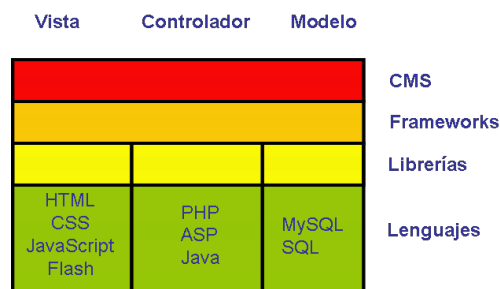 Vista Controlador Modelo
CMS
Frameworks
Librerías
HTML
CSS
JavaScript
Flash
PHP
ASP
Java
MySQL
SQL
Lenguajes